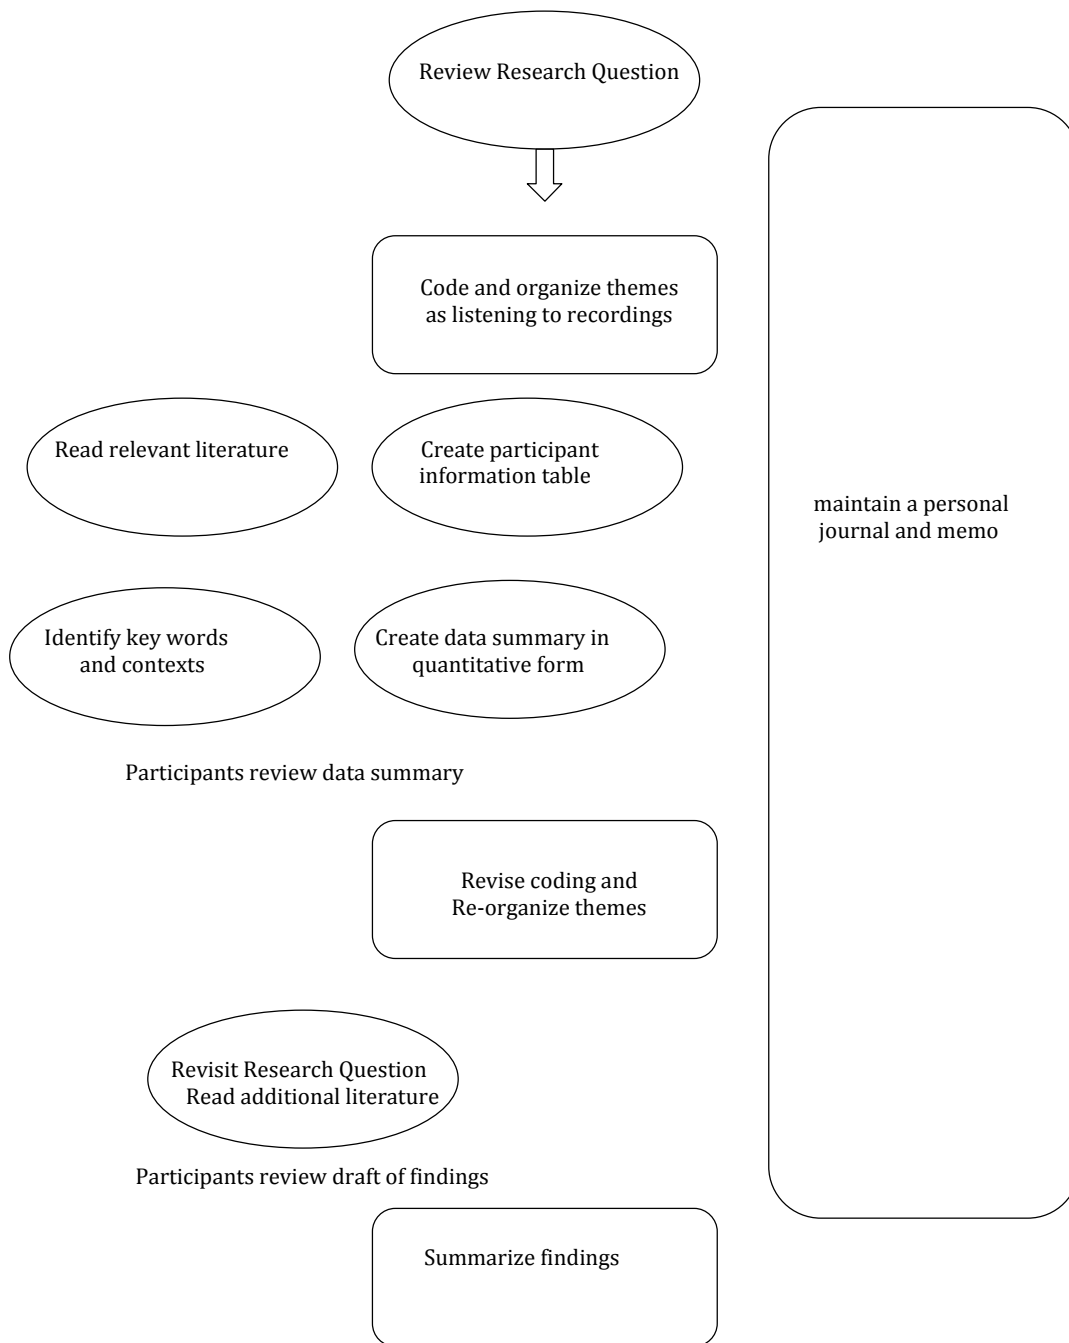 Review Research Question
Code and organize themes
as listening to recordings
Read relevant literature
Create participant
information table
maintain a personal
journal and memo
Identify key words
and contexts
Create data summary in
quantitative form
Participants review data summary
Revise coding and
Re-organize themes
Revisit Research Question
Read additional literature
Participants review draft of findings
Summarize findings